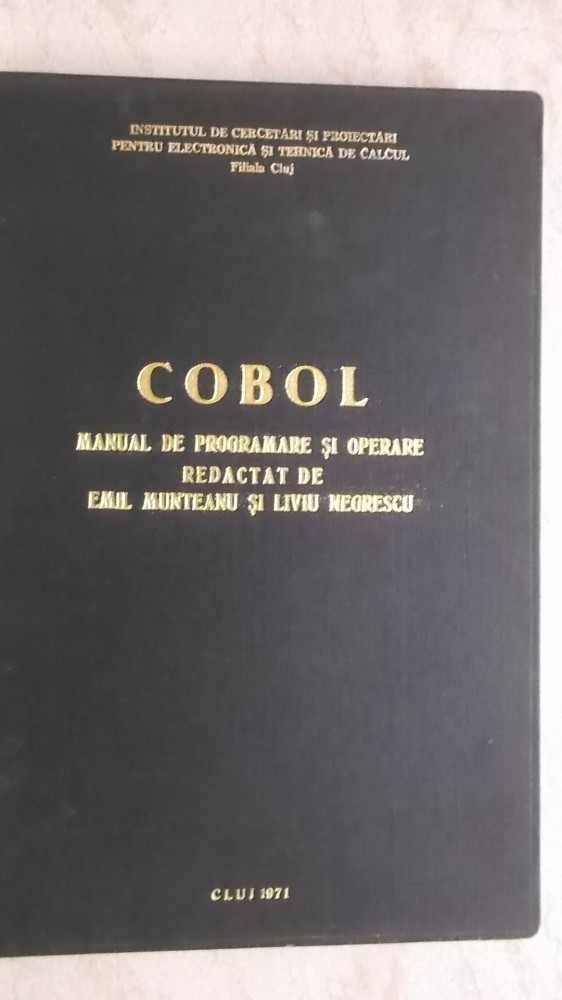 INSTITUTUL DE CERCETĂRI ȘI PROIECTĂRI
PENTRU ELECTRONICĂ ȘI TEHNICĂ DE CALCUL
Filiala Cluj
COBOL
MANUAL DE PROGRAMARE ȘI OPERARE
REDACTAT DE
EMIL MUNTEANU ȘI LIVIU NEGRESCU
CLUJ 1971